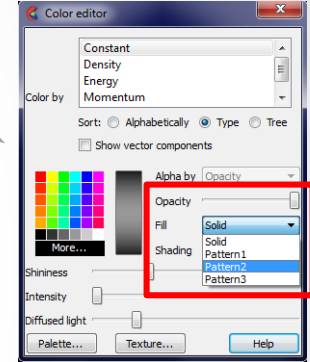 Color editor
Constant
Density
Energy
Color by Momentum
Sort: Alphabetically Type Tree
Show vector components
Alpha by Opacity
Opacity
Fill Solid
Solid
Pattern1
Shading Pattern2
Pattern3
More...
Shininess
Intensity
Diffused light
Palette... Texture... Help